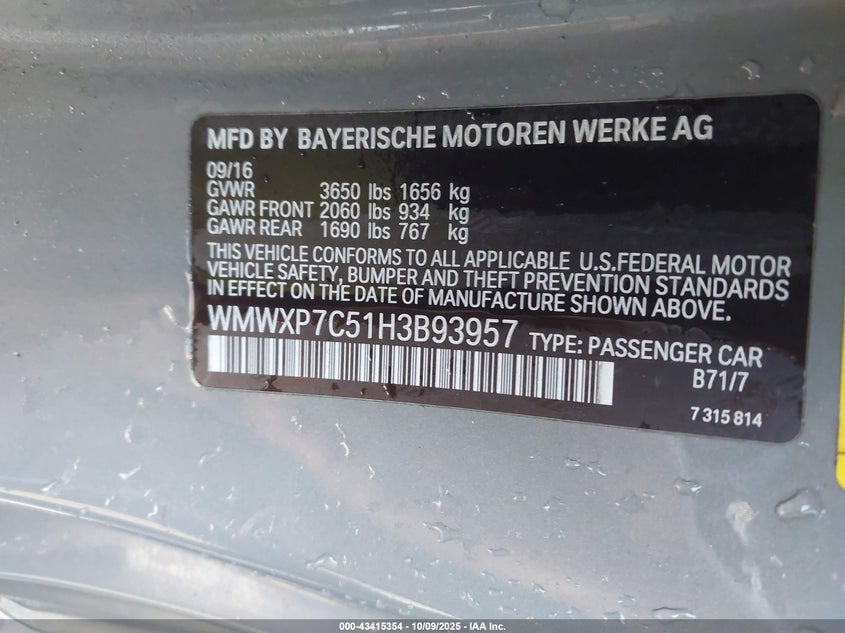 MFD BY BAYERISCHE MOTOREN WERKE AG
09/16
GVWR 3650 lbs 1656 kg
GAWR FRONT 2060 lbs 934 kg
GAWR REAR 1690 lbs 767 kg
THIS VEHICLE CONFORMS TO ALL APPLICABLE U.S.FEDERAL MOTOR
VEHICLE SAFETY, BUMPER AND THEFT PREVENTION STANDARDS
IN EFFECT ON THE DATE OF MANUFACTURE SHOWN ABOVE.
WMWXP7C51H3B93957 TYPE: PASSENGER CAR
B71/7
7 315 814
000-43415354 | 10/09/2025 - IAA Inc.